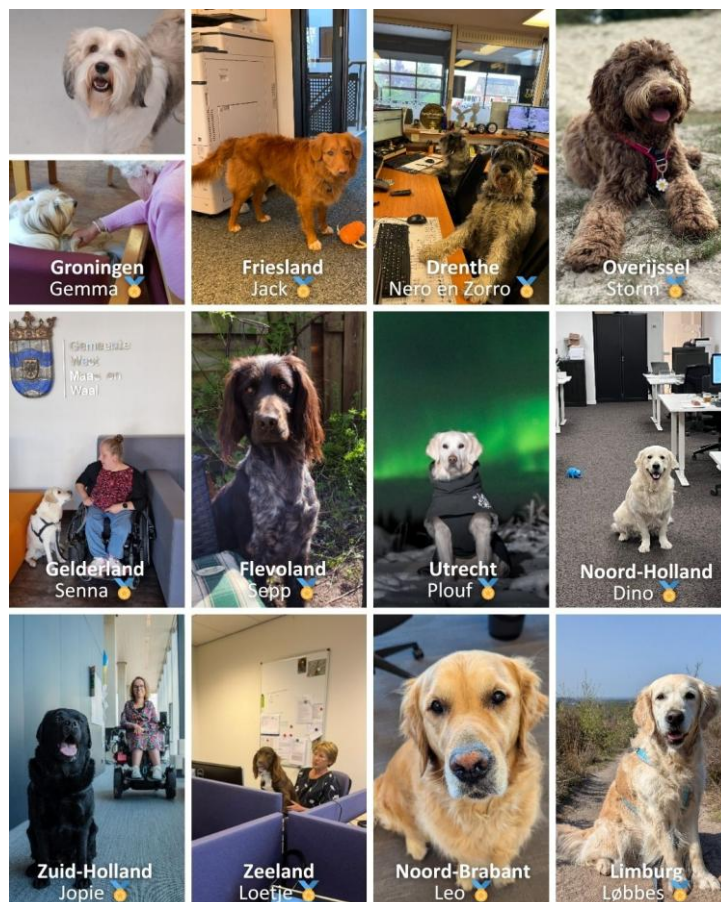 Groningen
Gemma
Friesland
Jack
Drenthe
Nero en Zorro
Overijssel
Storm
Gemeente
West
Maas en
Waal
Gelderland
Senna
Flevoland
Sepp
Utrecht
Plouf
Noord-Holland
Dino
Zuid-Holland
Jopie
Zeeland
Loetje
Noord-Brabant
Leo
Limburg
Løbbes